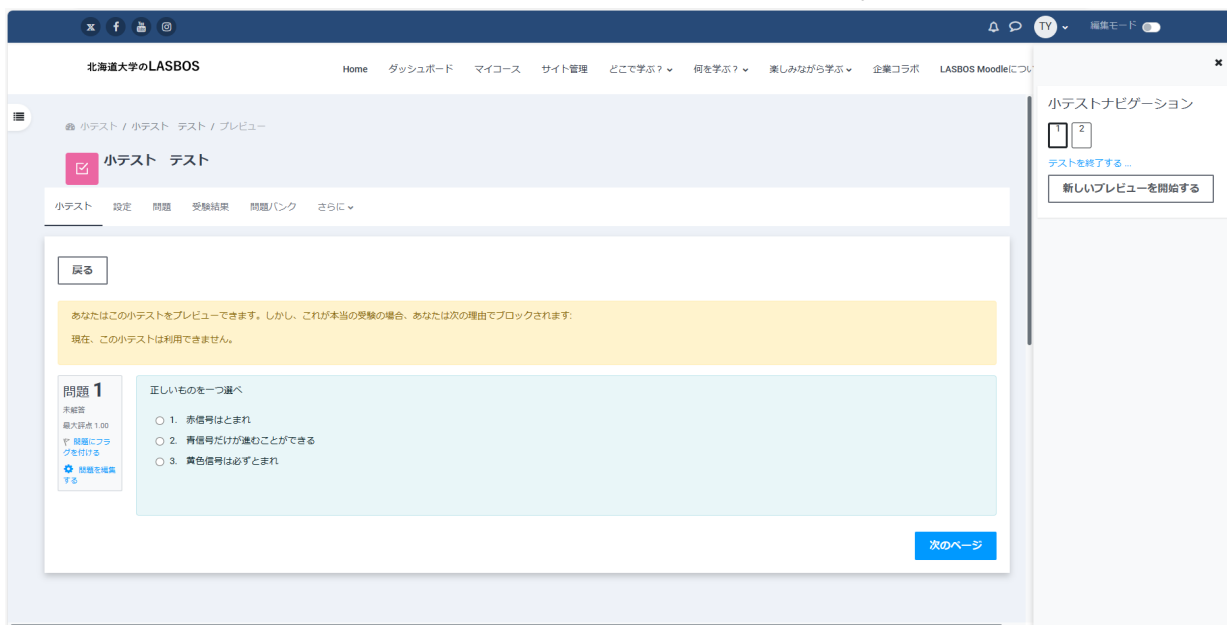 TY
編集モード
北海道大学のLASBOS
Home ダッシュボード マイコース サイト管理 どこで学ぶ? 何を学ぶ? 楽しみながら学ぶ 企業コラボ LASBOS Moodleについ
小テスト / 小テスト テスト / プレビュー
小テスト テスト
小テスト 設定 問題 受験結果 問題バンク さらに
戻る
あなたはこの小テストをプレビューできます。しかし、これが本当の受験の場合、あなたは次の理由でブロックされます:
現在、この小テストは利用できません。
問題 1
未解答
最大評点 1.00
問題にフラ
グを付ける
問題を編集
する
正しいものを一つ選べ
1. 赤信号はとまれ
2. 青信号だけが進むことができる
3. 黄色信号は必ずとまれ
次のページ
小テストナビゲーション
1 2
テストを終了する ...
新しいプレビューを開始する